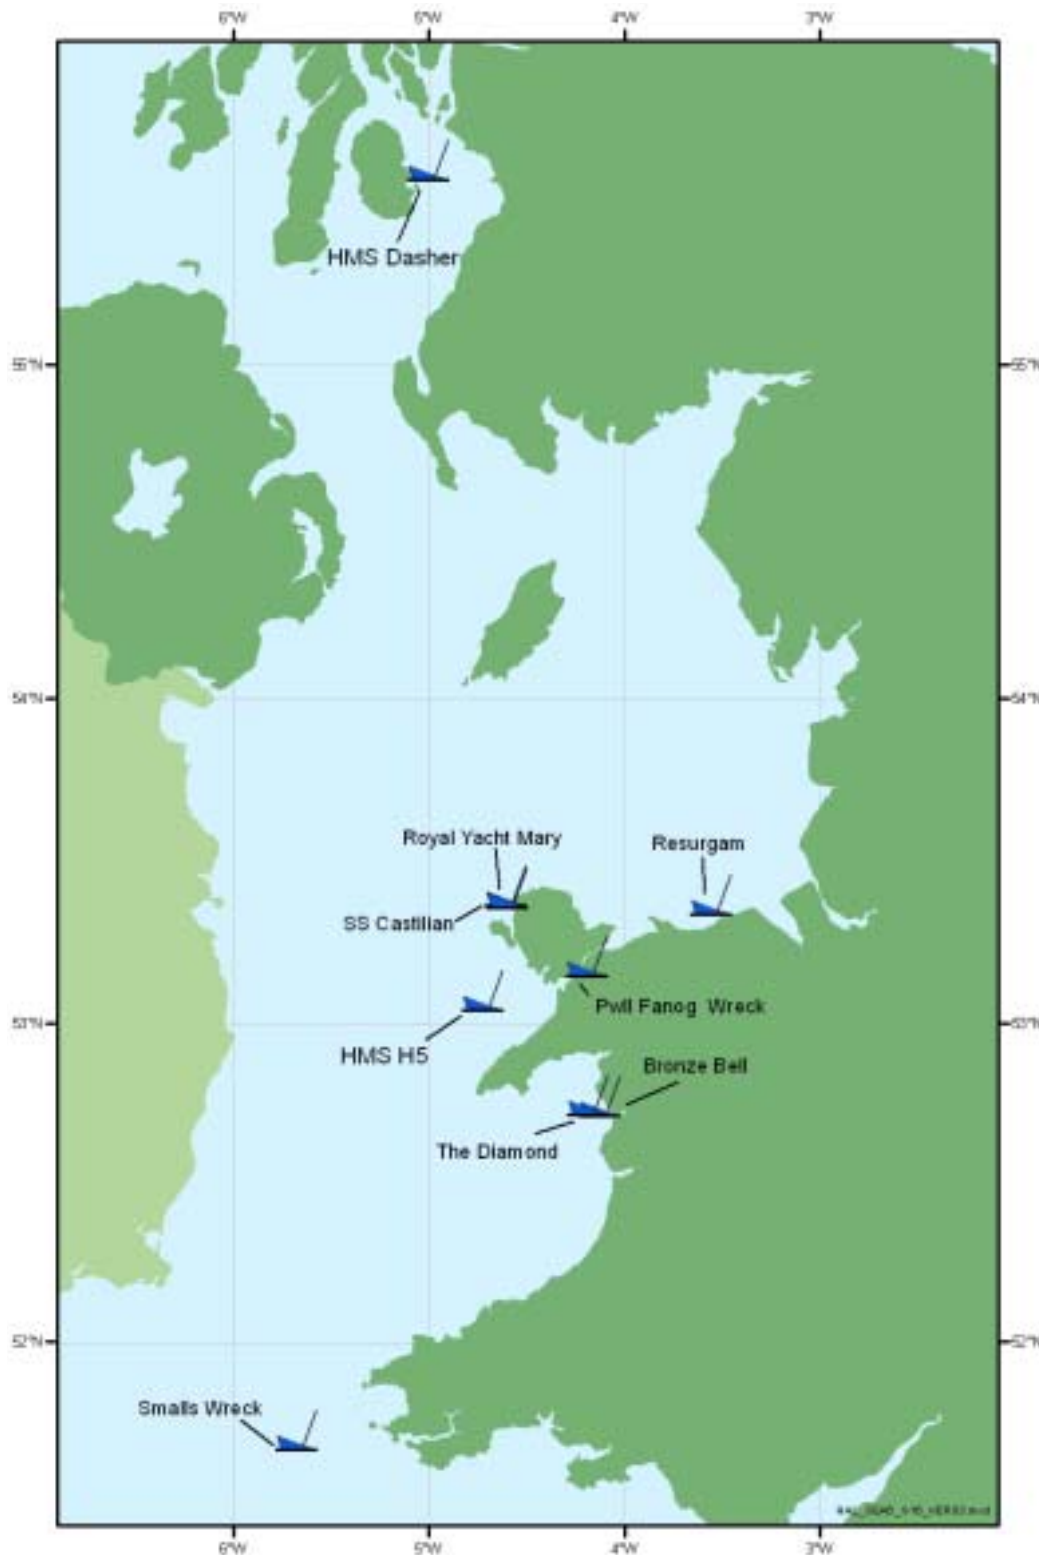 6°W 5°W 4°W 3°W
HMS Dasher
55°N 55°N
54°N 54°N
Royal Yacht Mary
Resurgam
SS Castilian
Pwll Fanog Wreck
53°N 53°N
HMS H5
Bronze Bell
The Diamond
52°N 52°N
Smalls Wreck
6°W 5°W 4°W 3°W